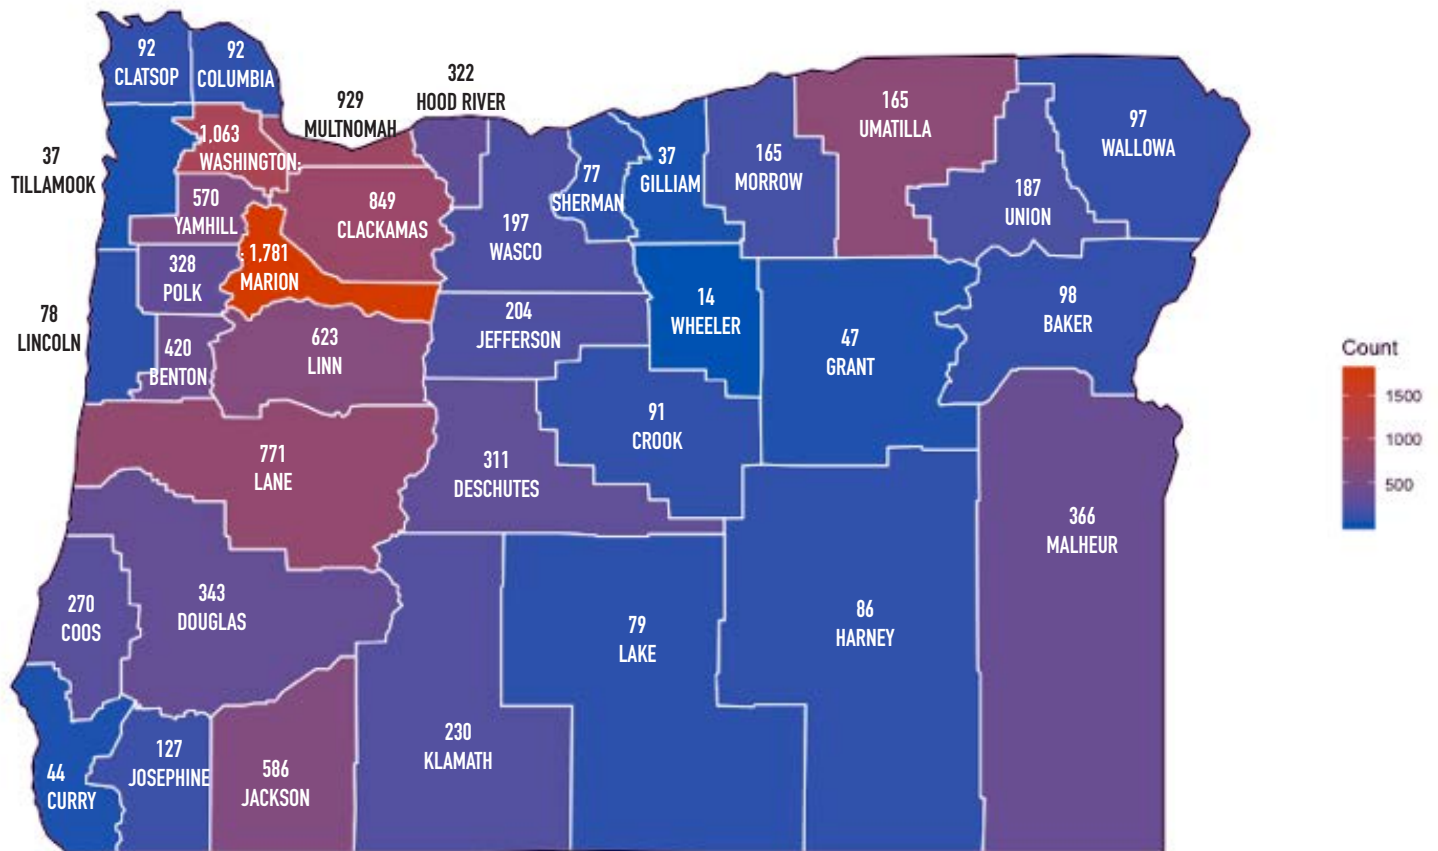 92
CLATSOP
92
COLUMBIA
322
HOOD RIVER
929
MULTNOMAH
1,063
WASHINGTON
37
TILLAMOOK
570
YAMHILL
849
CLACKAMAS
197
WASCO
77
SHERMAN
37
GILLIAM
165
MORROW
165
UMATILLA
187
UNION
97
WALLOWA
328
POLK
1,781
MARION
78
LINCOLN
420
BENTON
623
LINN
204
JEFFERSON
14
WHEELER
47
GRANT
98
BAKER
771
LANE
311
DESCHUTES
91
CROOK
366
MALHEUR
270
COOS
343
DOUGLAS
79
LAKE
86
HARNEY
44
CURRY
127
JOSEPHINE
586
JACKSON
230
KLAMATH
Count
1500
1000
500